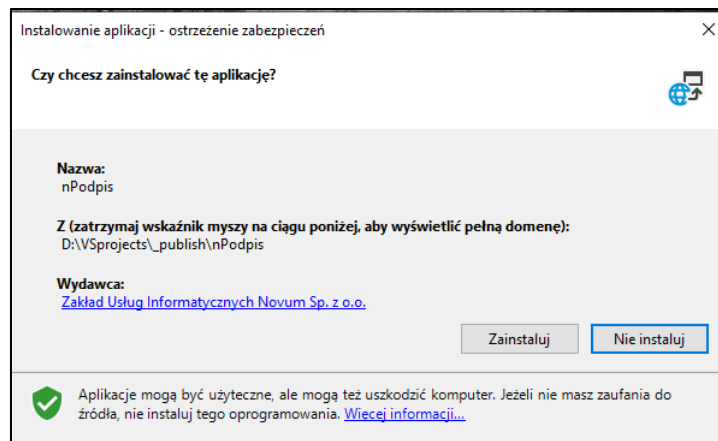 Instalowanie aplikacji - ostrzeżenie zabezpieczeń
Czy chcesz zainstalować tę aplikację?
Nazwa:
nPodpis
Z (zatrzymaj wskaźnik myszy na ciągu poniżej, aby wyświetlić pełną domenę):
D:\VSprojects\_publish\nPodpis
Wydawca:
Zakład Usług Informatycznych Novum Sp. z o.o.
Zainstaluj
Nie instaluj
Aplikacje mogą być użyteczne, ale mogą też uszkodzić komputer. Jeżeli nie masz zaufania do
źródła, nie instaluj tego oprogramowania. Więcej informacji...